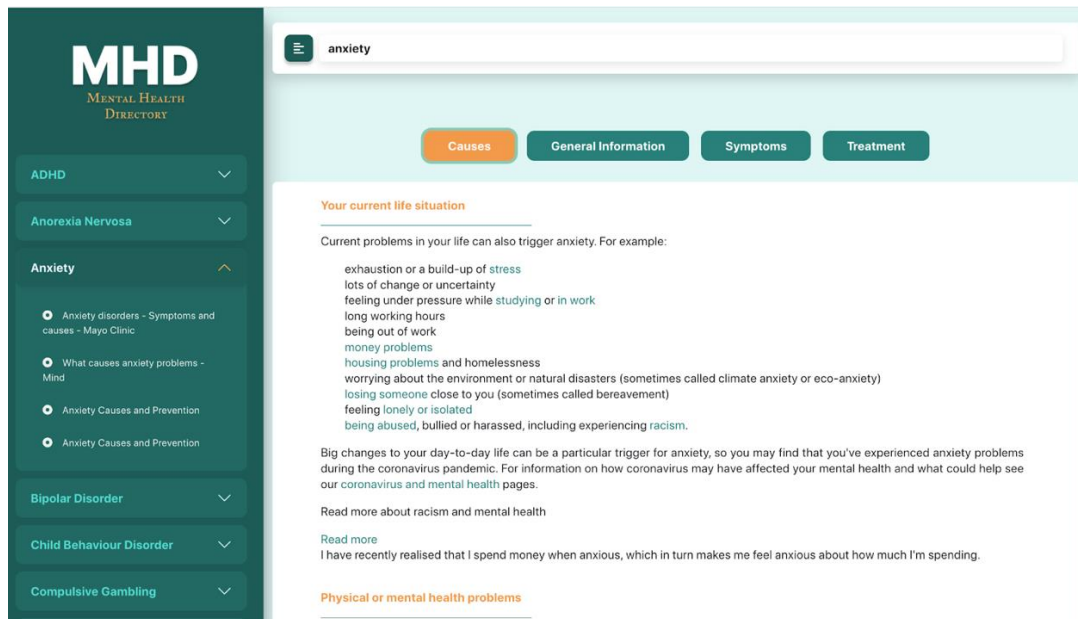 MHD
MENTAL HEALTH
DIRECTORY
ADHD
Anorexia Nervosa
Anxiety
Anxiety disorders - Symptoms and
causes - Mayo Clinic
What causes anxiety problems -
Mind
Anxiety Causes and Prevention
Anxiety Causes and Prevention
Bipolar Disorder
Child Behaviour Disorder
Compulsive Gambling
anxiety
Causes General Information Symptoms Treatment
Your current life situation
Current problems in your life can also trigger anxiety. For example:
exhaustion or a build-up of stress
lots of change or uncertainty
feeling under pressure while studying or in work
long working hours
being out of work
money problems
housing problems and homelessness
worrying about the environment or natural disasters (sometimes called climate anxiety or eco-anxiety)
losing someone close to you (sometimes called bereavement)
feeling lonely or isolated
being abused, bullied or harassed, including experiencing racism.
Big changes to your day-to-day life can be a particular trigger for anxiety, so you may find that you've experienced anxiety problems
during the coronavirus pandemic. For information on how coronavirus may have affected your mental health and what could help see
our coronavirus and mental health pages.
Read more about racism and mental health
Read more
I have recently realised that I spend money when anxious, which in turn makes me feel anxious about how much I'm spending.
Physical or mental health problems